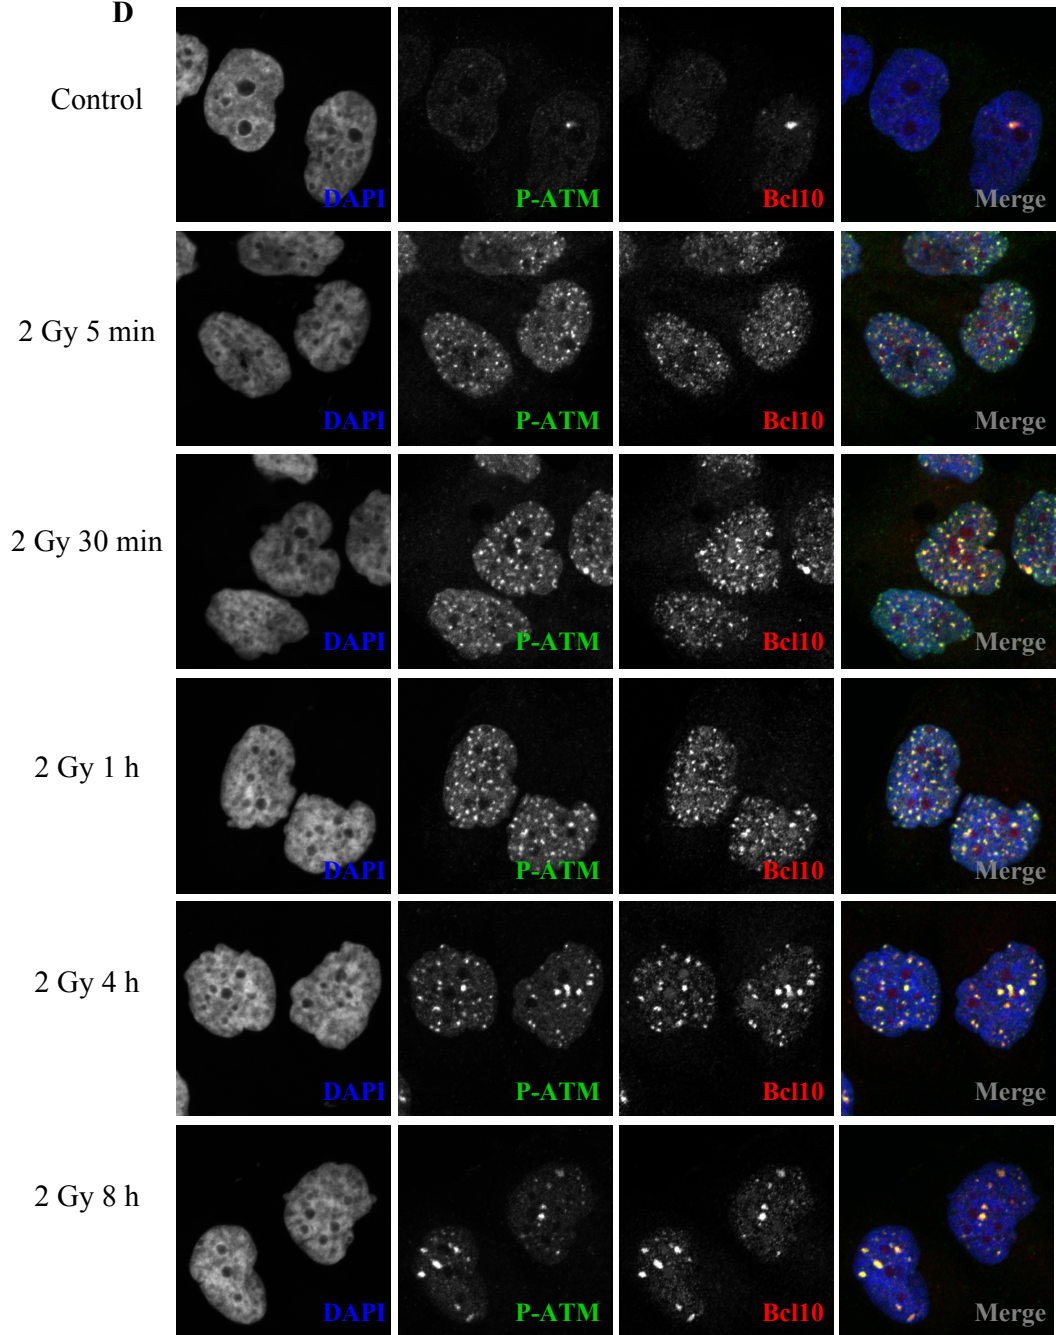 D
Control
DAPI P-ATM Bcl10 Merge
2 Gy 5 min
DAPI P-ATM Bcl10 Merge
2 Gy 30 min
DAPI P-ATM Bcl10 Merge
2 Gy 1 h
DAPI P-ATM Bcl10 Merge
2 Gy 4 h
DAPI P-ATM Bcl10 Merge
2 Gy 8 h
DAPI P-ATM Bcl10 Merge